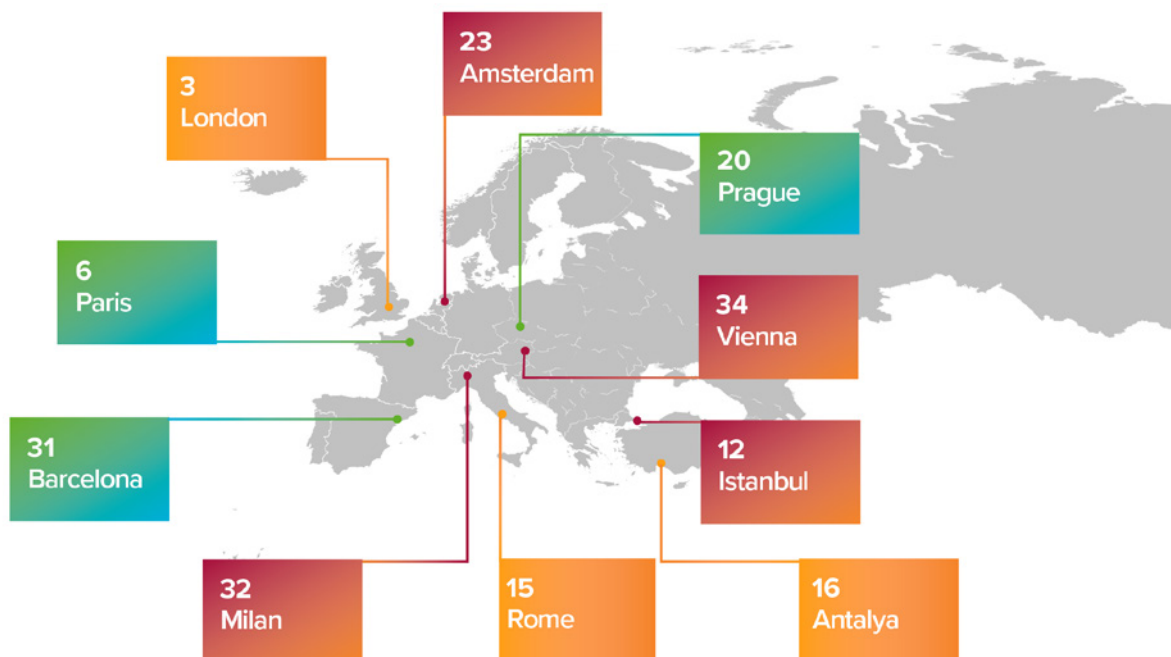 23
Amsterdam
3
London
20
Prague
6
Paris
34
Vienna
31
Barcelona
12
Istanbul
32
Milan
15
Rome
16
Antalya